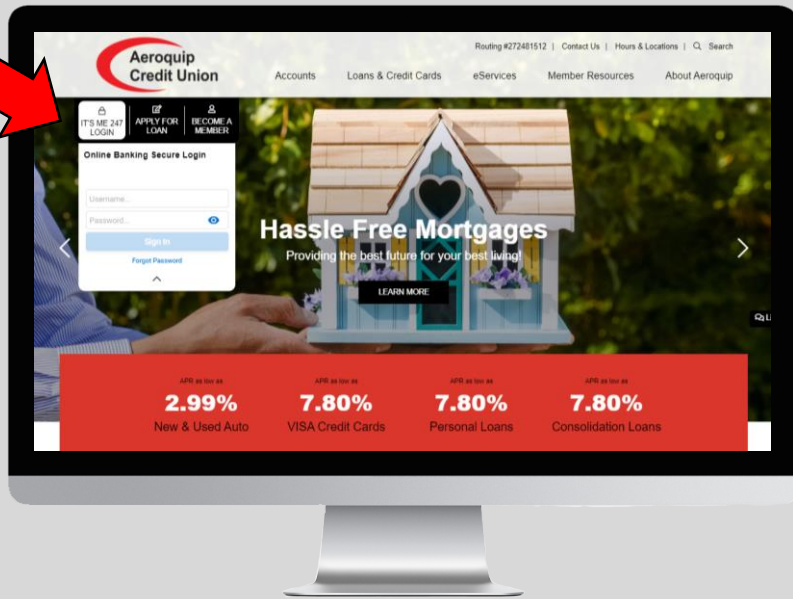 Aeroquip
Credit Union
Routing #272481512 | Contact Us | Hours & Locations | Search
Accounts Loans & Credit Cards eServices Member Resources About Aeroquip
IT'S ME 247
LOGIN
APPLY FOR
LOAN
BECOME A
MEMBER
Online Banking Secure Login
Username...
Password...
Sign In
Forgot Password
Hassle Free Mortgages
Providing the best future for your best living!
LEARN MORE
APR as low as
2.99%
New & Used Auto
APR as low as
7.80%
VISA Credit Cards
APR as low as
7.80%
Personal Loans
APR as low as
7.80%
Consolidation Loans